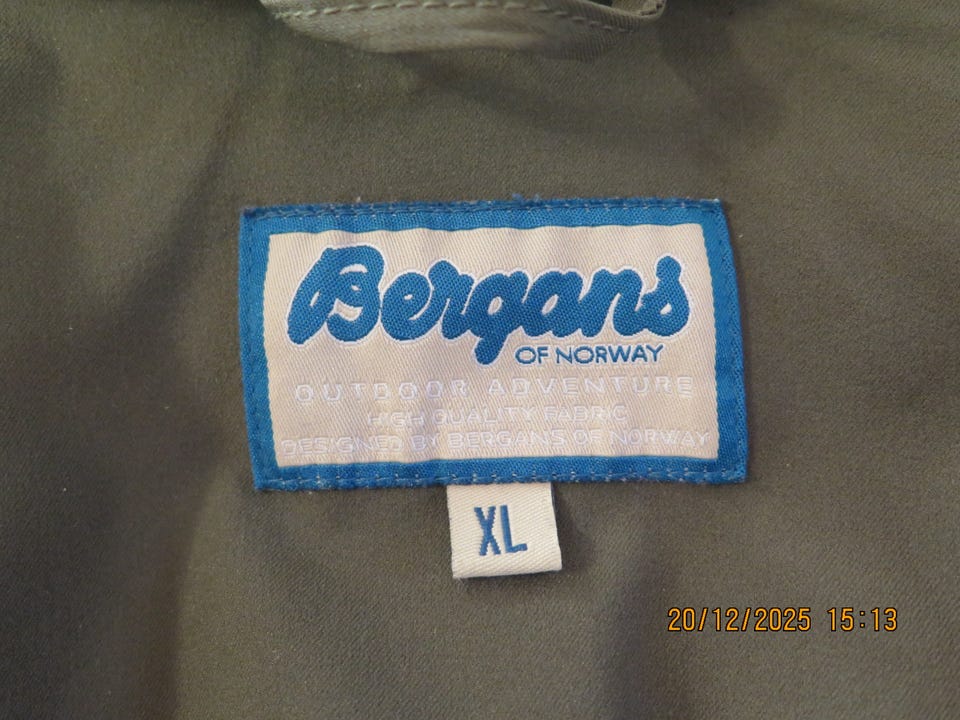 Bergans
OF NORWAY
OUTDOOR ADVENTURE
HIGH QUALITY FABRIC
DESIGNED BY BERGANS OF NORWAY
XL
20/12/2025 15:13